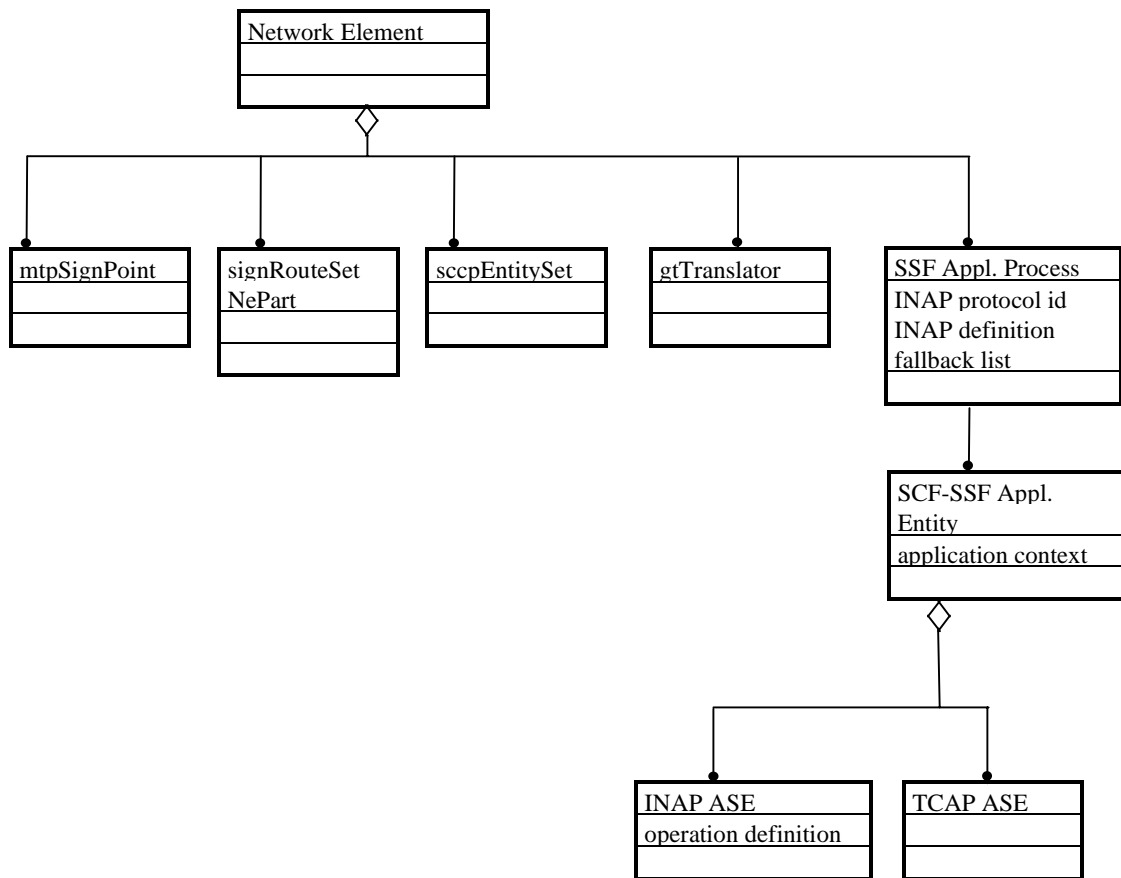 Network Element
mtpSignPoint
signRouteSet
NePart
sccpEntitySet
gtTranslator
SSF Appl. Process
INAP protocol id
INAP definition
fallback list
SCF-SSF Appl.
Entity
application context
INAP ASE
operation definition
TCAP ASE